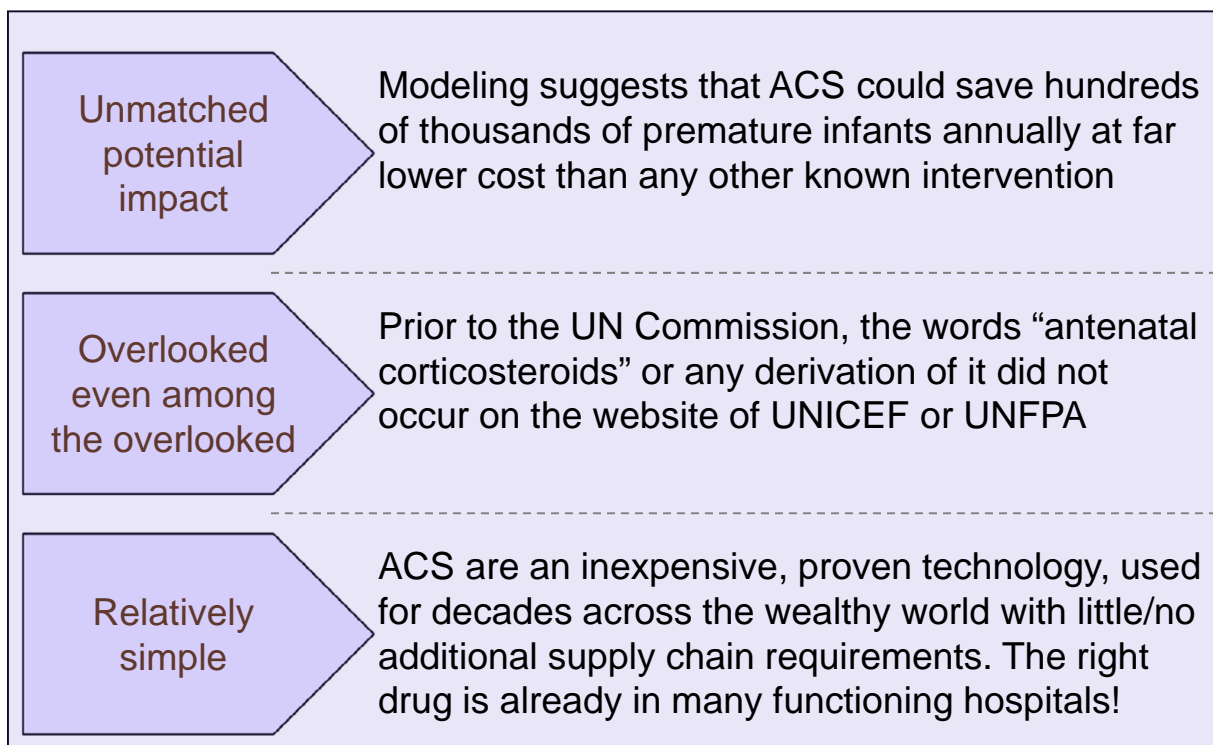 Unmatched
potential
impact
Modeling suggests that ACS could save hundreds
of thousands of premature infants annually at far
lower cost than any other known intervention
Overlooked
even among
the overlooked
Prior to the UN Commission, the words “antenatal
corticosteroids” or any derivation of it did not
occur on the website of UNICEF or UNFPA
Relatively
simple
ACS are an inexpensive, proven technology, used
for decades across the wealthy world with little/no
additional supply chain requirements. The right
drug is already in many functioning hospitals!